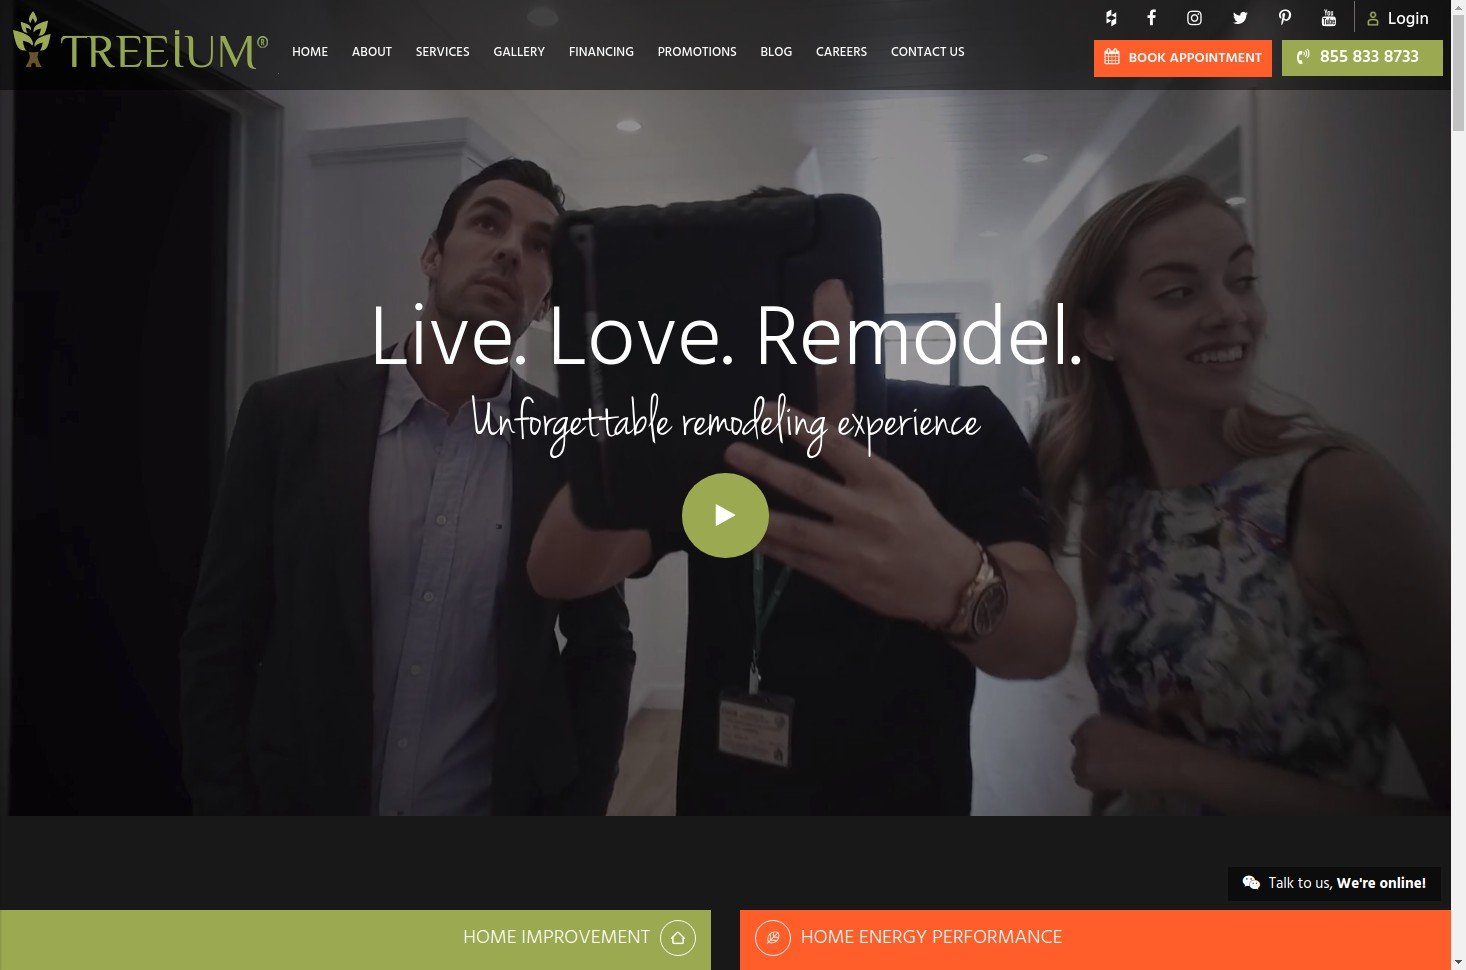 TREEIUM®
HOME ABOUT SERVICES GALLERY FINANCING PROMOTIONS BLOG CAREERS CONTACT US
Login
BOOK APPOINTMENT
855 833 8733
Live. Love. Remodel.
Unforgettable remodeling experience
Talk to us, We're online!
HOME IMPROVEMENT
HOME ENERGY PERFORMANCE